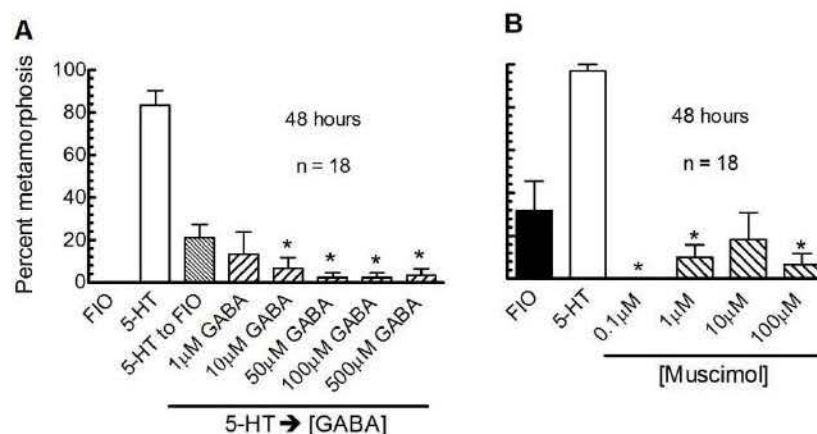 A
Percent metamorphosis
100
80
60
40
20
0
48 hours
n = 18
*
*
*
*
FIO
5-HT
5-HT to FIO
1μM GABA
10μM GABA
50μM GABA
100μM GABA
500μM GABA
5-HT ➔ [GABA]
B
48 hours
n = 18
*
*
*
FIO
5-HT
0.1μM
1μM
10μM
100μM
[Muscimol]